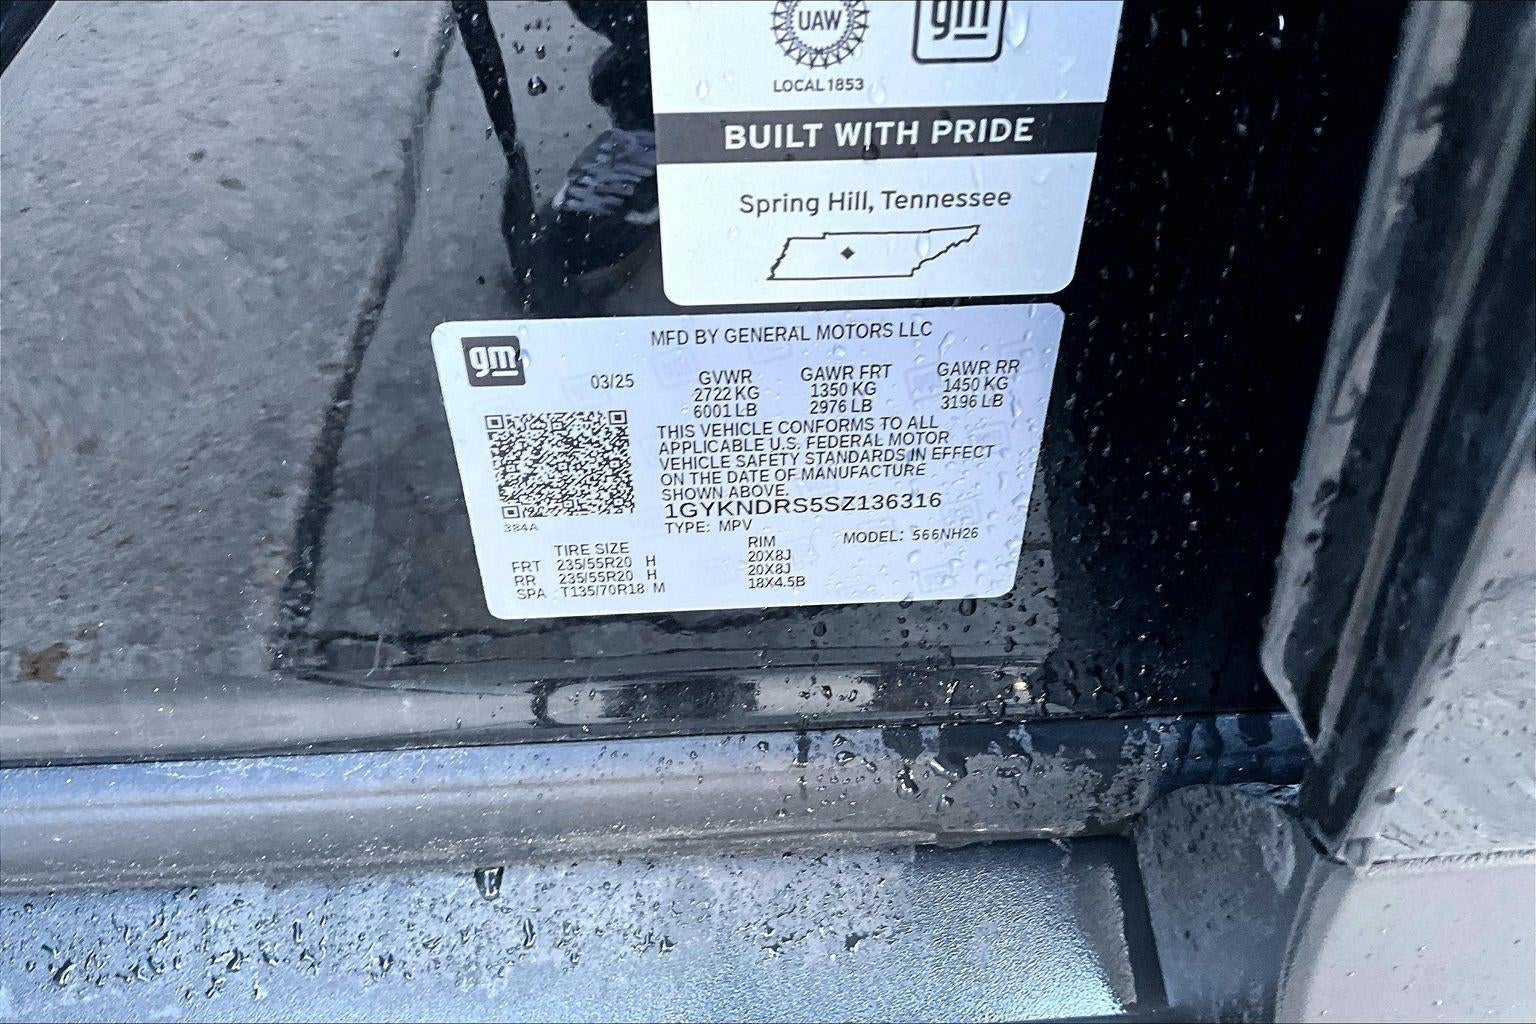 UAW
gm
LOCAL 1853
BUILT WITH PRIDE
Spring Hill, Tennessee
gm
MFD BY GENERAL MOTORS LLC
03/25 GVWR GAWR FRT GAWR RR
2722 KG 1350 KG 1450 KG
6001 LB 2976 LB 3196 LB
THIS VEHICLE CONFORMS TO ALL
APPLICABLE U.S. FEDERAL MOTOR
VEHICLE SAFETY STANDARDS IN EFFECT
ON THE DATE OF MANUFACTURE
SHOWN ABOVE.
1GYKNDRS5SZ136316
384A
TYPE: MPV
MODEL: 566NH26
TIRE SIZE RIM
FRT 235/55R20 H 20X8J
RR 235/55R20 H 20X8J
SPA T135/70R18 M 18X4.5B